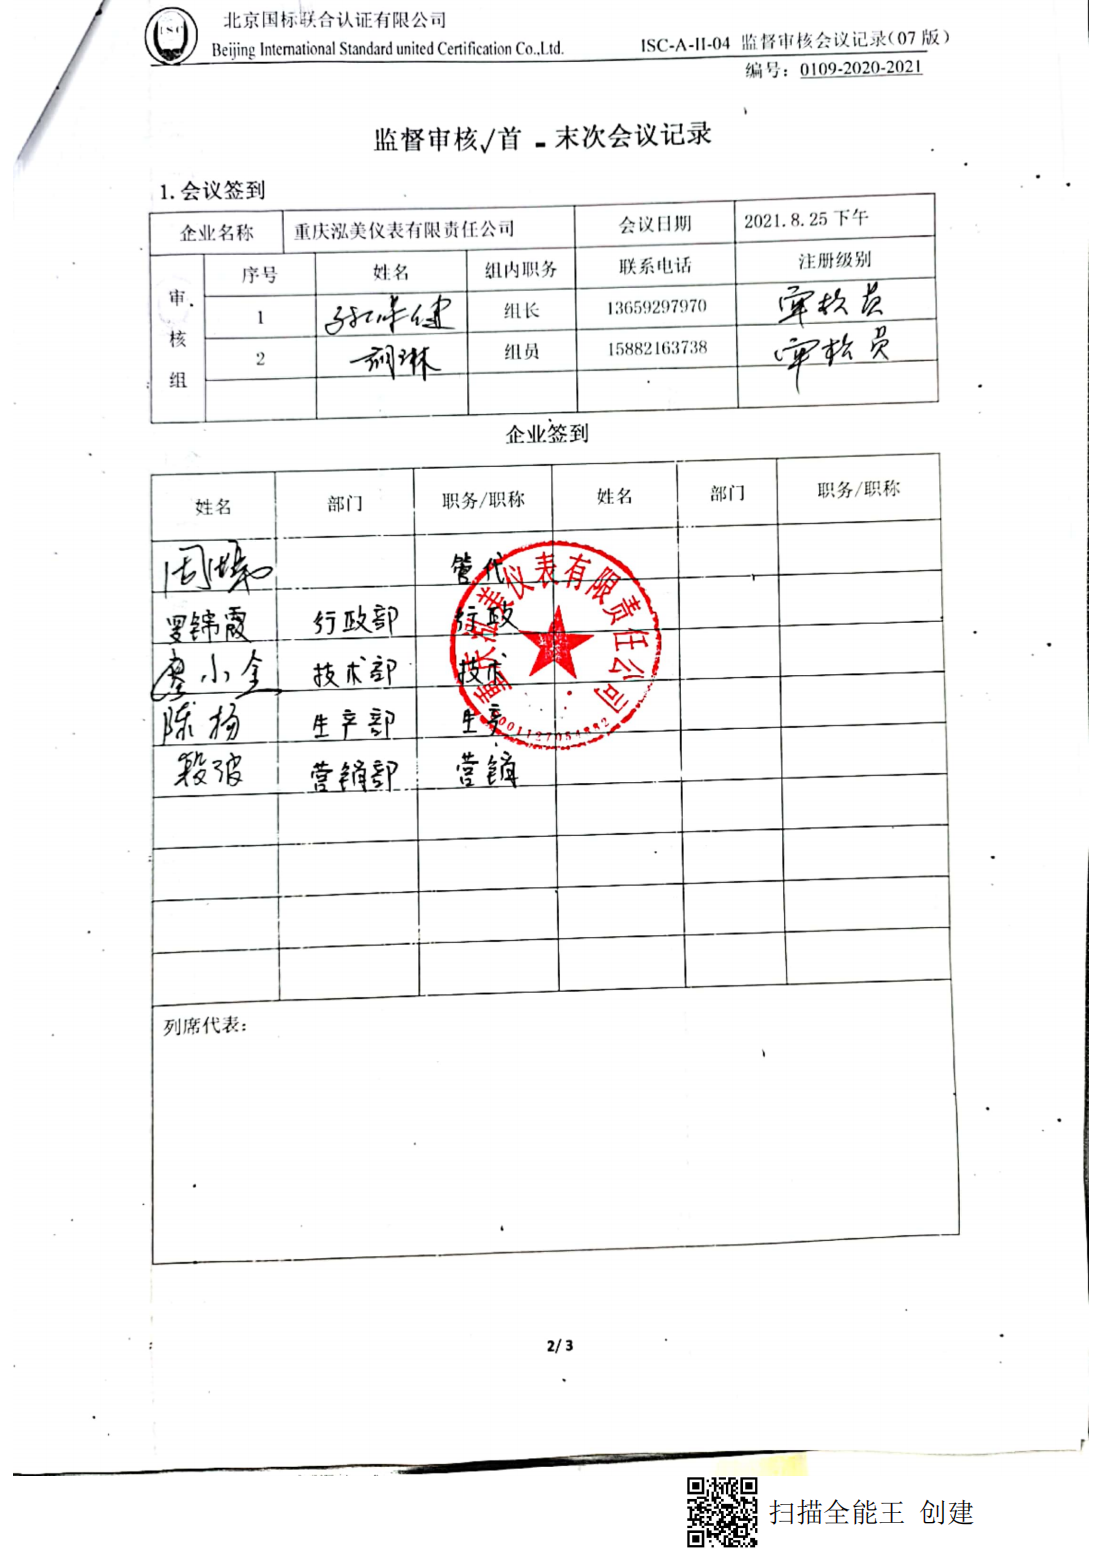 ISC
北京国标联合认证有限公司
Beijing International Standard united Certification Co.,Ltd.
ISC-A-II-04 监督审核会议记录(07 版)
编号：0109-2020-2021
监督审核√首 - 末次会议记录
1. 会议签到
企业名称 重庆泓美仪表有限责任公司 会议日期 2021.8.25 下午
审核组 序号 姓名 组内职务 联系电话 注册级别
1 组长 13659297970 审核员
2 胡琳 组员 15882163738 审核员
企业签到
姓名 部门 职务/职称 姓名 部门 职务/职称
管代
罗锦霞 行政部 行政
廖小全 技术部 技术
陈杨 生产部 生产
段波 营销部 营销
重庆泓美仪表有限责任公司
列席代表：
2/ 3
扫描全能王 创建